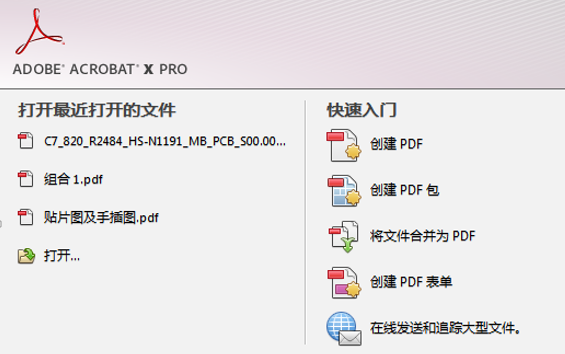 ADOBE® ACROBAT® X PRO
打开最近打开的文件
C7_820_R2484_HS-N1191_MB_PCB_S00.00...
组合 1.pdf
贴片图及手插图.pdf
打开...
快速入门
创建 PDF
创建 PDF 包
将文件合并为 PDF
创建 PDF 表单
在线发送和追踪大型文件。